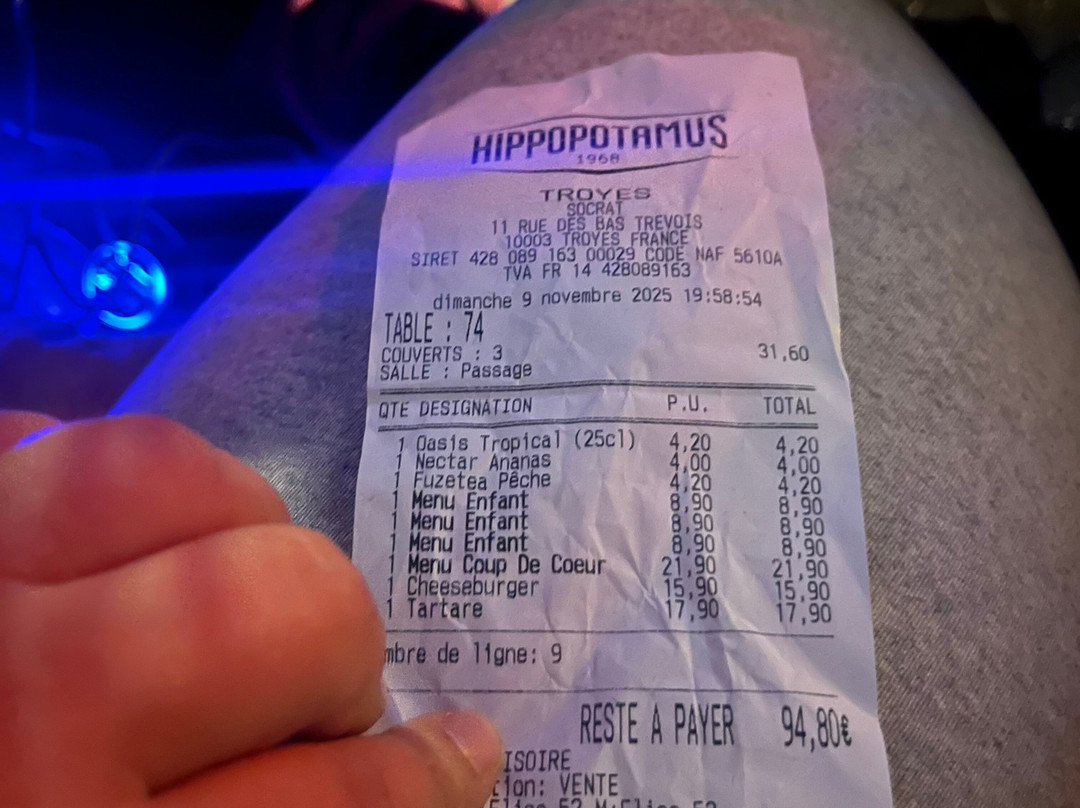 HIPPOPOTAMUS
1968
TROYES
SOCRAT
11 RUE DES BAS TREVOIS
10003 TROYES FRANCE
SIRET 428 089 163 00029 CODE NAF 5610A
TVA FR 14 428089163
dimanche 9 novembre 2025 19:58:54
TABLE : 74
COUVERTS : 3 31,60
SALLE : Passage
QTE DESIGNATION P.U. TOTAL
1 Oasis Tropical (25cl) 4,20 4,20
1 Nectar Ananas 4,00 4,00
1 Fuzetea Pêche 4,20 4,20
1 Menu Enfant 8,90 8,90
1 Menu Enfant 8,90 8,90
1 Menu Enfant 8,90 8,90
1 Menu Coup De Coeur 21,90 21,90
1 Cheeseburger 15,90 15,90
1 Tartare 17,90 17,90
mbre de ligne: 9
RESTE A PAYER 94,80€
ISOIRE
tion: VENTE